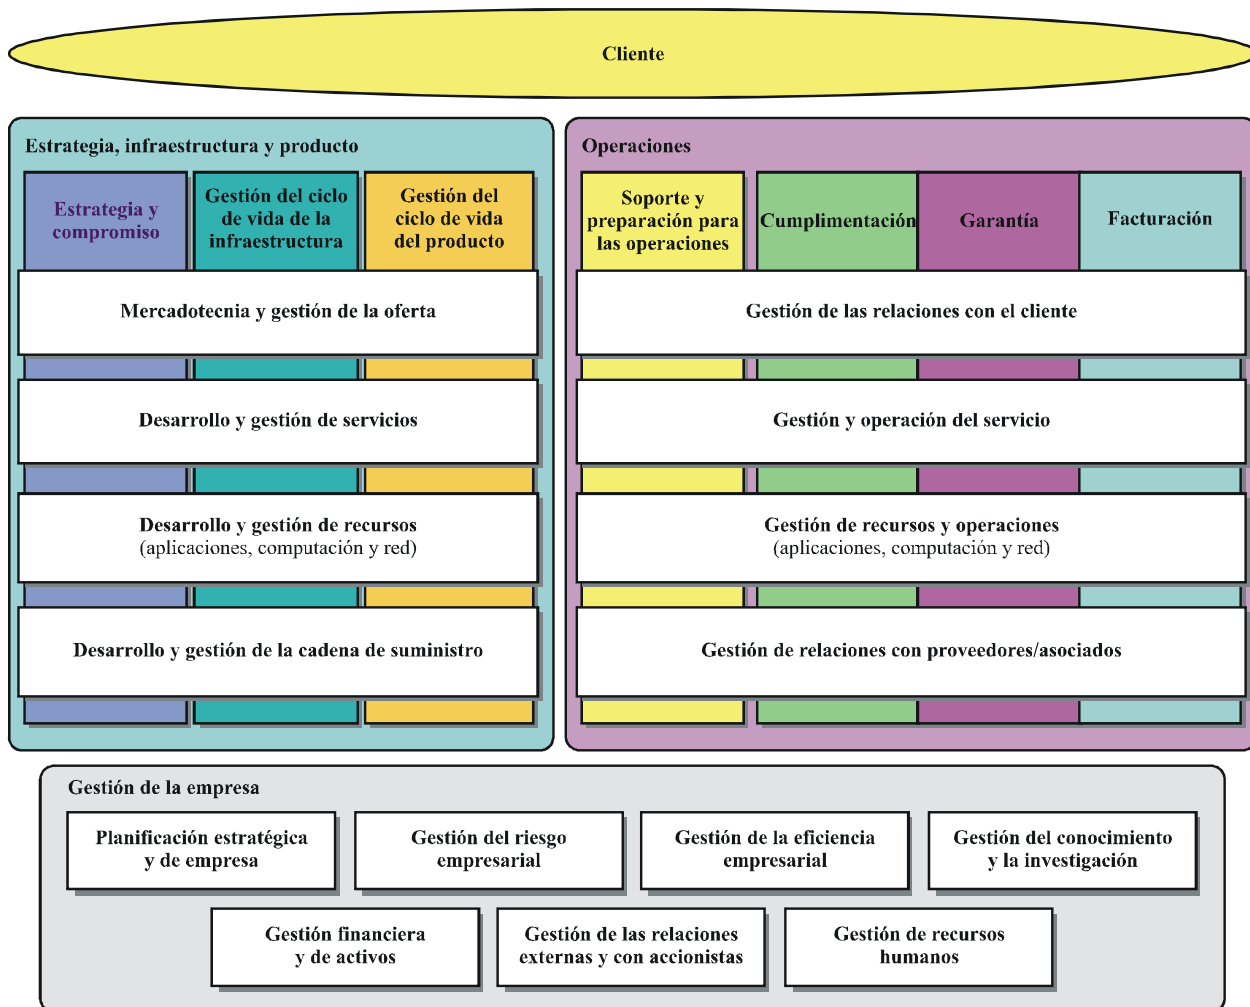 Cliente
Estrategia, infraestructura y producto
Estrategia y
compromiso
Gestión del ciclo
de vida de la
infraestructura
Gestión del
ciclo de vida
del producto
Mercadotecnia y gestión de la oferta
Desarrollo y gestión de servicios
Desarrollo y gestión de recursos
(aplicaciones, computación y red)
Desarrollo y gestión de la cadena de suministro
Operaciones
Soporte y
preparación para
las operaciones
Cumplimentación
Garantía
Facturación
Gestión de las relaciones con el cliente
Gestión y operación del servicio
Gestión de recursos y operaciones
(aplicaciones, computación y red)
Gestión de relaciones con proveedores/asociados
Gestión de la empresa
Planificación estratégica
y de empresa
Gestión del riesgo
empresarial
Gestión de la eficiencia
empresarial
Gestión del conocimiento
y la investigación
Gestión financiera
y de activos
Gestión de las relaciones
externas y con accionistas
Gestión de recursos
humanos